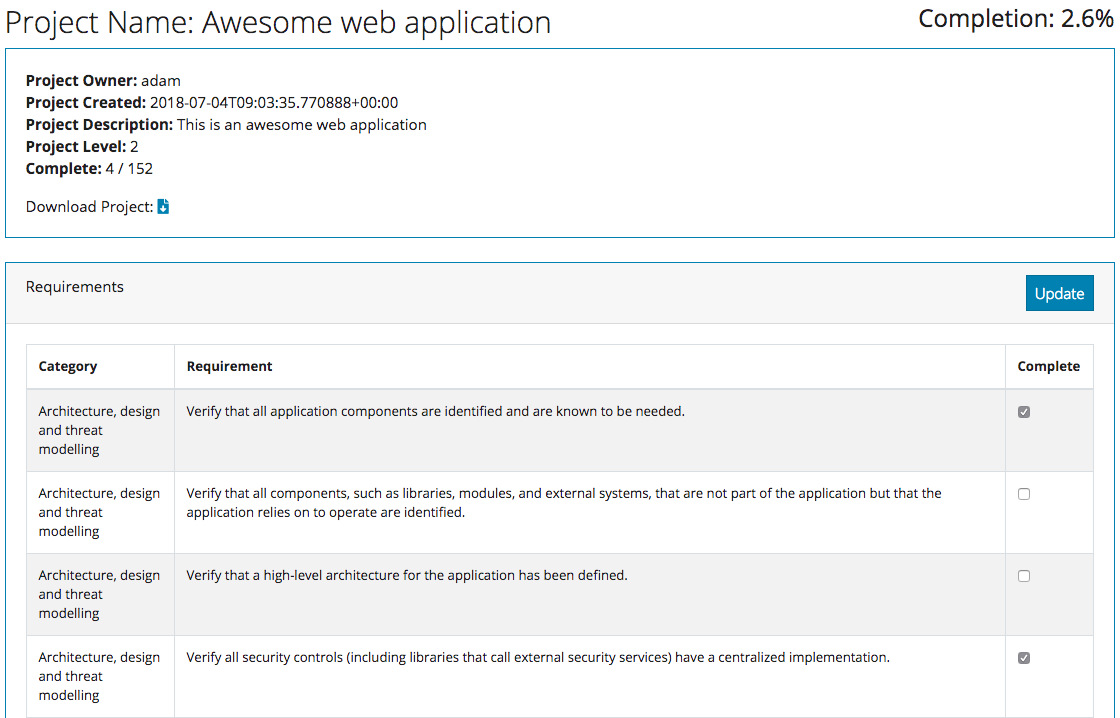 Project Name: Awesome web application
Completion: 2.6%
Project Owner: adam
Project Created: 2018-07-04T09:03:35.770888+00:00
Project Description: This is an awesome web application
Project Level: 2
Complete: 4 / 152
Download Project:
Requirements
Update
Category
Requirement
Complete
Architecture, design
and threat
modelling
Verify that all application components are identified and are known to be needed.
Architecture, design
and threat
modelling
Verify that all components, such as libraries, modules, and external systems, that are not part of the application but that the
application relies on to operate are identified.
Architecture, design
and threat
modelling
Verify that a high-level architecture for the application has been defined.
Architecture, design
and threat
modelling
Verify all security controls (including libraries that call external security services) have a centralized implementation.